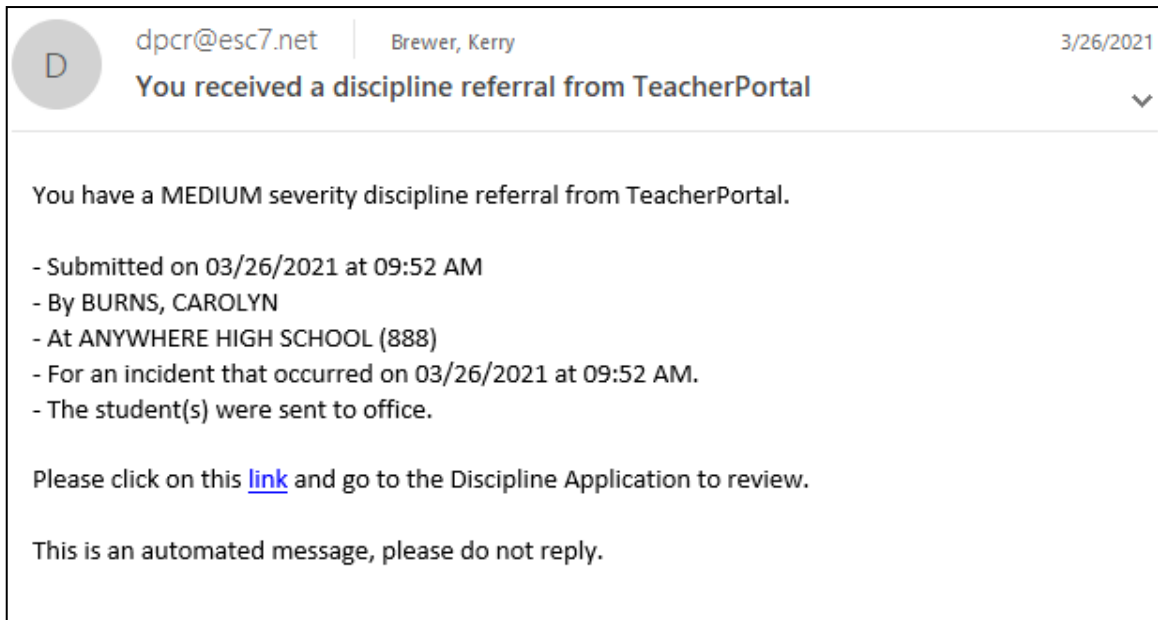 D
dpcr@esc7.net Brewer, Kerry 3/26/2021
You received a discipline referral from TeacherPortal
You have a MEDIUM severity discipline referral from TeacherPortal.
- Submitted on 03/26/2021 at 09:52 AM
- By BURNS, CAROLYN
- At ANYWHERE HIGH SCHOOL (888)
- For an incident that occurred on 03/26/2021 at 09:52 AM.
- The student(s) were sent to office.
Please click on this link and go to the Discipline Application to review.
This is an automated message, please do not reply.